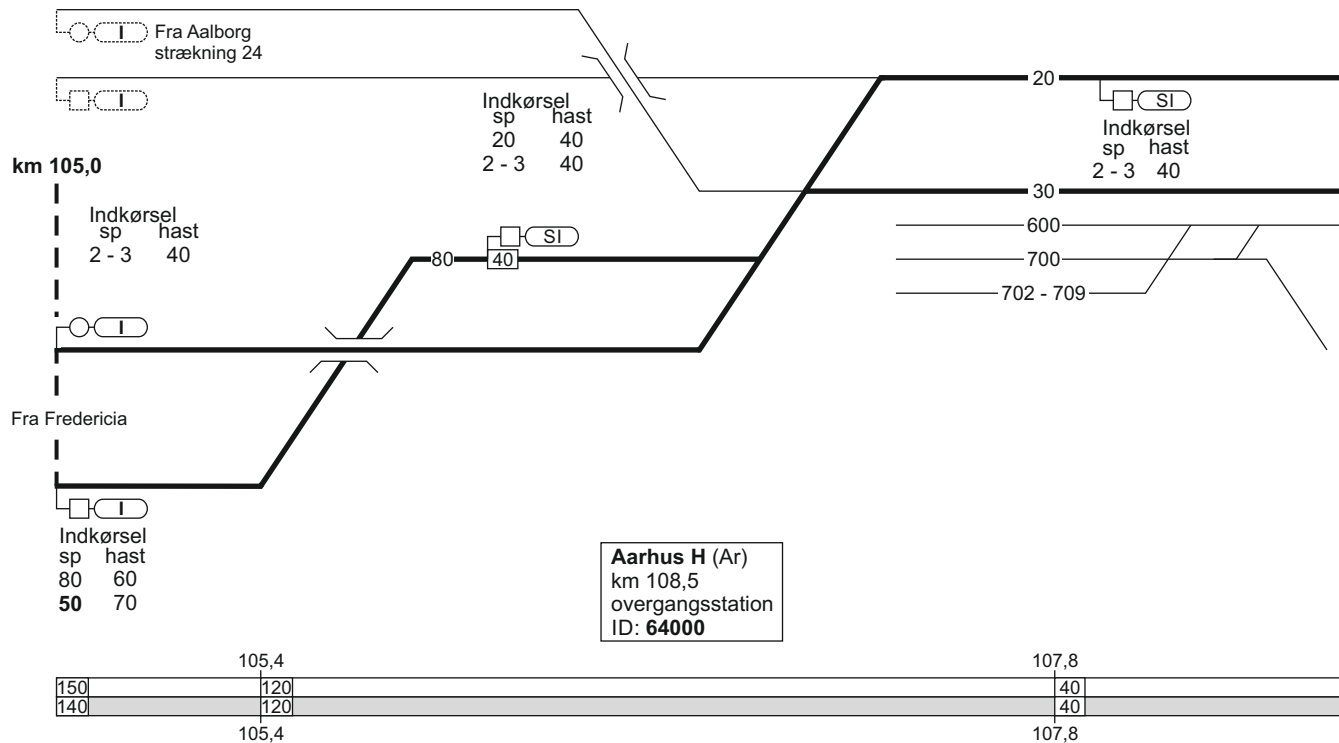 I
Fra Aalborg
strækning 24
I
Indkørsel
sp hast
20 40
2 - 3 40
20
SI
Indkørsel
sp hast
2 - 3 40
km 105,0
30
Indkørsel
sp hast
2 - 3 40
600
SI
80
40
700
702 - 709
I
Fra Fredericia
I
Indkørsel
sp hast
80 60
50 70
Aarhus H (Ar)
km 108,5
overgangsstation
ID: 64000
105,4 107,8
150 120 40
140 120 40
105,4 107,8